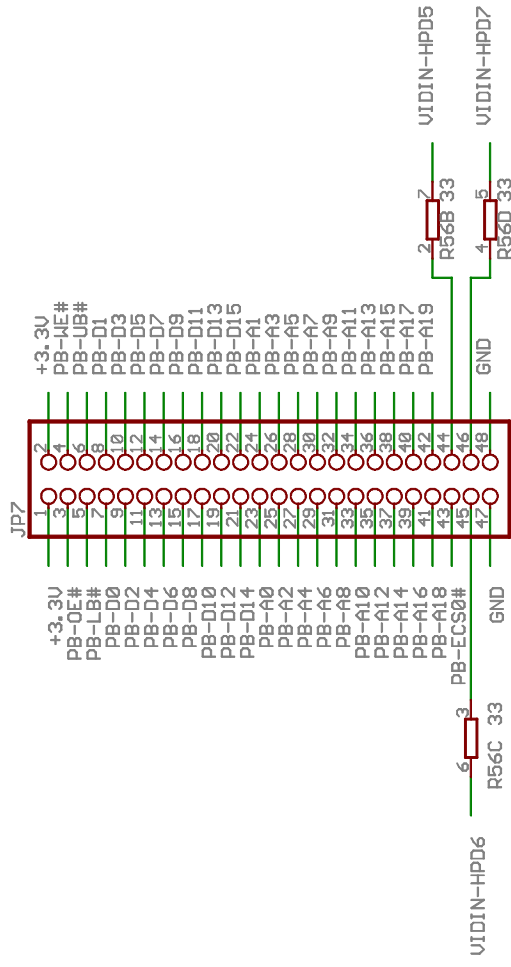 VIDIN-HPD5
VIDIN-HPD7
7
R56B 33
2
5
R56D 33
4
+3.3V
PB-WE#
PB-UB#
PB-D1
PB-D3
PB-D5
PB-D7
PB-D9
PB-D11
PB-D13
PB-D15
PB-A1
PB-A3
PB-A5
PB-A7
PB-A9
PB-A11
PB-A13
PB-A15
PB-A17
PB-A19
GND
2
4
6
8
10
12
14
16
18
20
22
24
26
28
30
32
34
36
38
40
42
44
46
48
JP7
1
3
5
7
9
11
13
15
17
19
21
23
25
27
29
31
33
35
37
39
41
43
45
47
+3.3V
PB-OE#
PB-LB#
PB-D0
PB-D2
PB-D4
PB-D6
PB-D8
PB-D10
PB-D12
PB-D14
PB-A0
PB-A2
PB-A4
PB-A6
PB-A8
PB-A10
PB-A12
PB-A14
PB-A16
PB-A18
PB-ECS0#
GND
3
R56C 33
6
VIDIN-HPD6